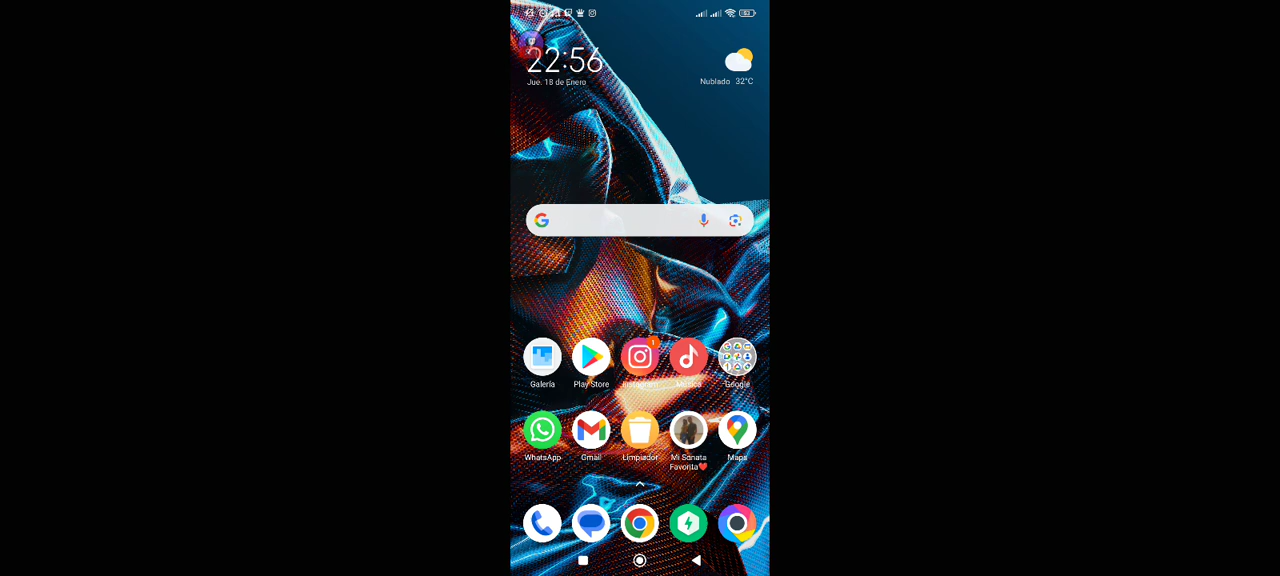 22:56
Jue. 18 de Enero
Nublado 32°C
1
Galería
Play Store
Instagram
Música
Google
WhatsApp
Gmail
Limpiador
Mi Sonata
Favorita❤️
Maps